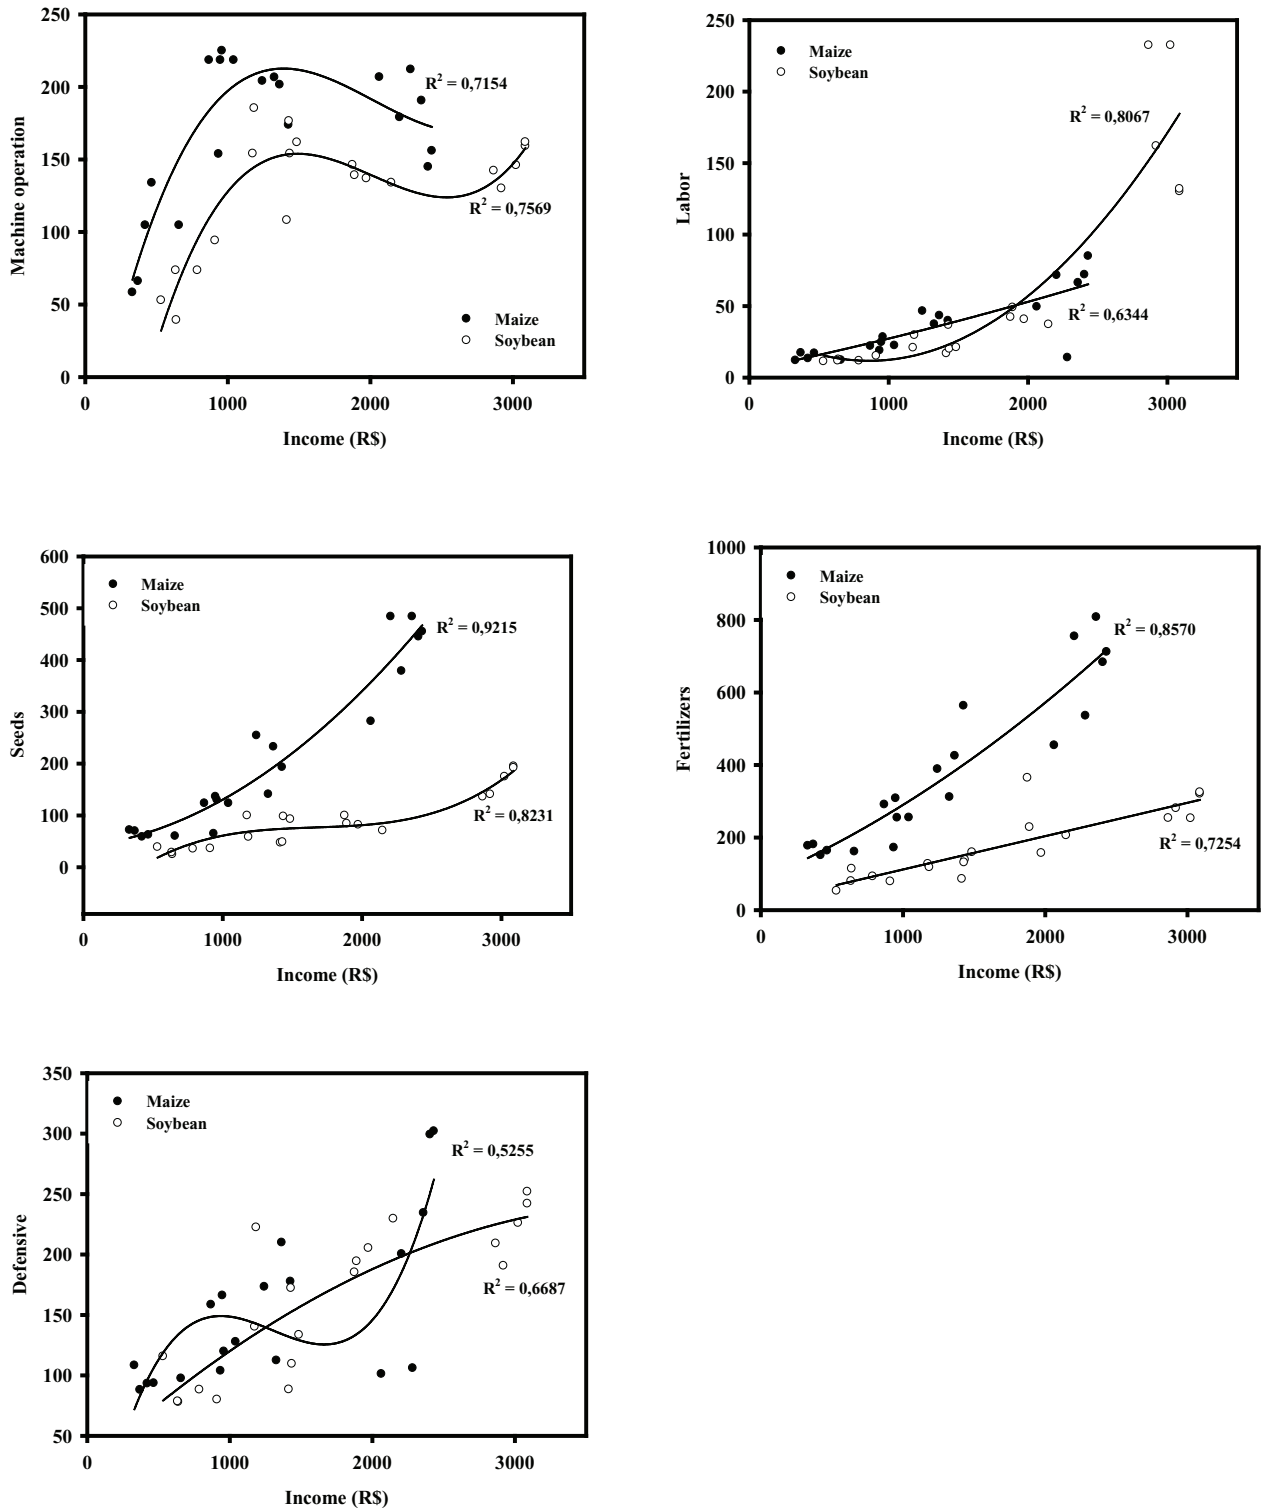 250
200
150
100
50
0
Machine operation
R² = 0,7154
R² = 0,7569
Maize
Soybean
0 1000 2000 3000
Income (R$)
250
200
150
100
50
0
Labor
Maize
Soybean
R² = 0,8067
R² = 0,6344
0 1000 2000 3000
Income (R$)
600
500
400
300
200
100
0
Seeds
Maize
Soybean
R² = 0,9215
R² = 0,8231
0 1000 2000 3000
Income (R$)
1000
800
600
400
200
0
Fertilizers
Maize
Soybean
R² = 0,8570
R² = 0,7254
0 1000 2000 3000
Income (R$)
350
300
250
200
150
100
50
Defensive
Maize
Soybean
R² = 0,5255
R² = 0,6687
0 1000 2000 3000
Income (R$)